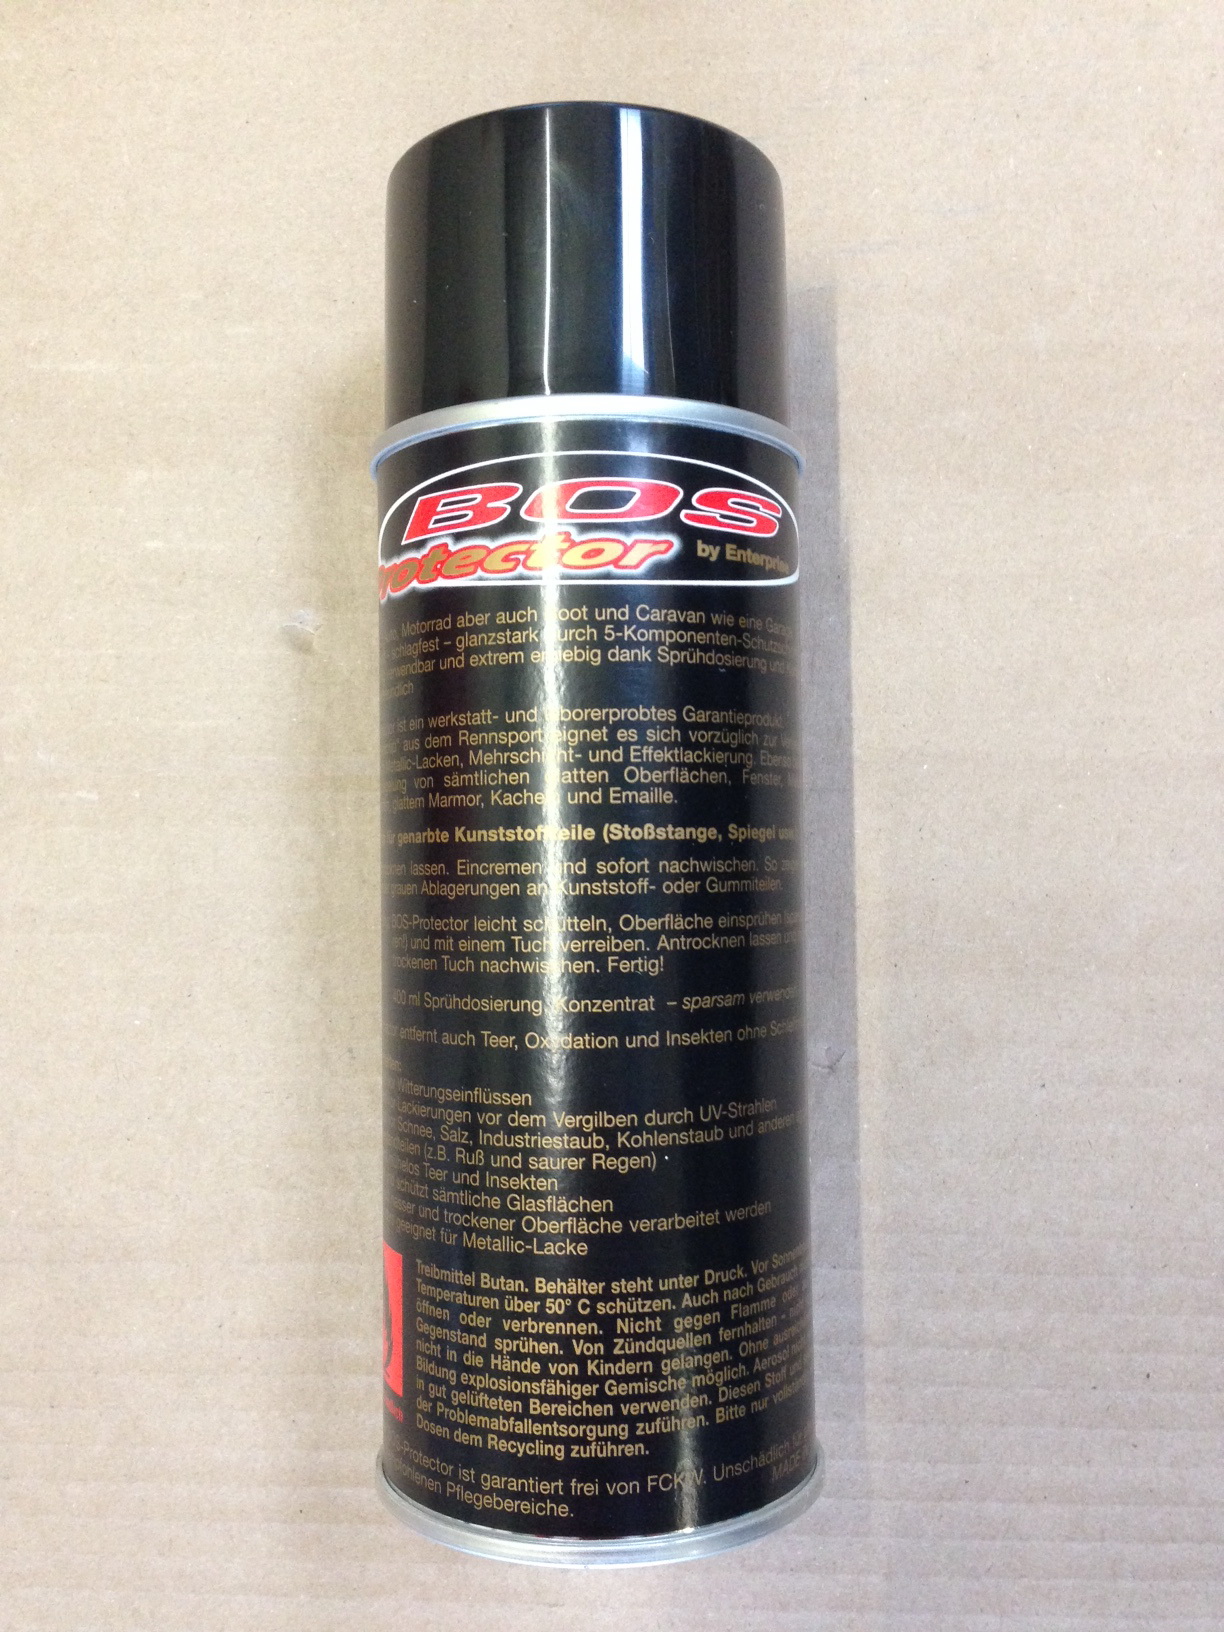 BOS
Protector by Enterprise
Motorrad aber auch Boot und Caravan wie eine
schlagfest – glanzstark durch 5-Komponenten-
und extrem ergiebig dank Sprühdosierung und
ist ein werkstatt- und laborerprobtes Garantieprodukt.
aus dem Rennsport eignet es sich vorzüglich zur
Metallic-Lacken, Mehrschicht- und Effektlackierung.
von sämtlichen glatten Oberflächen, Fenster,
glattem Marmor, Kacheln und Emaille.
für genarbte Kunststoffteile (Stoßstange, Spiegel usw.
lassen. Eincremen und sofort nachwischen. So
grauen Ablagerungen an Kunststoff- oder Gummiteilen.
BOS-Protector leicht schütteln, Oberfläche einsprühen
und mit einem Tuch verreiben. Antrocknen lassen und
trockenen Tuch nachwischen. Fertig!
400 ml Sprühdosierung, Konzentrat – sparsam verwenden
entfernt auch Teer, Oxydation und Insekten ohne
Witterungseinflüssen
Lackierungen vor dem Vergilben durch UV-Strahlen
Schnee, Salz, Industriestaub, Kohlenstaub und anderen
(z.B. Ruß und saurer Regen)
Teer und Insekten
schützt sämtliche Glasflächen
und trockener Oberfläche verarbeitet werden
geeignet für Metallic-Lacke
Treibmittel Butan. Behälter steht unter Druck. Vor
Temperaturen über 50° C schützen. Auch nach Gebrauch
öffnen oder verbrennen. Nicht gegen Flamme oder
Gegenstand sprühen. Von Zündquellen fernhalten -
nicht in die Hände von Kindern gelangen. Ohne
Bildung explosionsfähiger Gemische möglich. Aerosol
in gut gelüfteten Bereichen verwenden. Diesen Stoff und
der Problemabfallentsorgung zuführen. Bitte nur
Dosen dem Recycling zuführen.
BOS-Protector ist garantiert frei von FCKW. Unschädlich
Pflegebereiche.
MADE